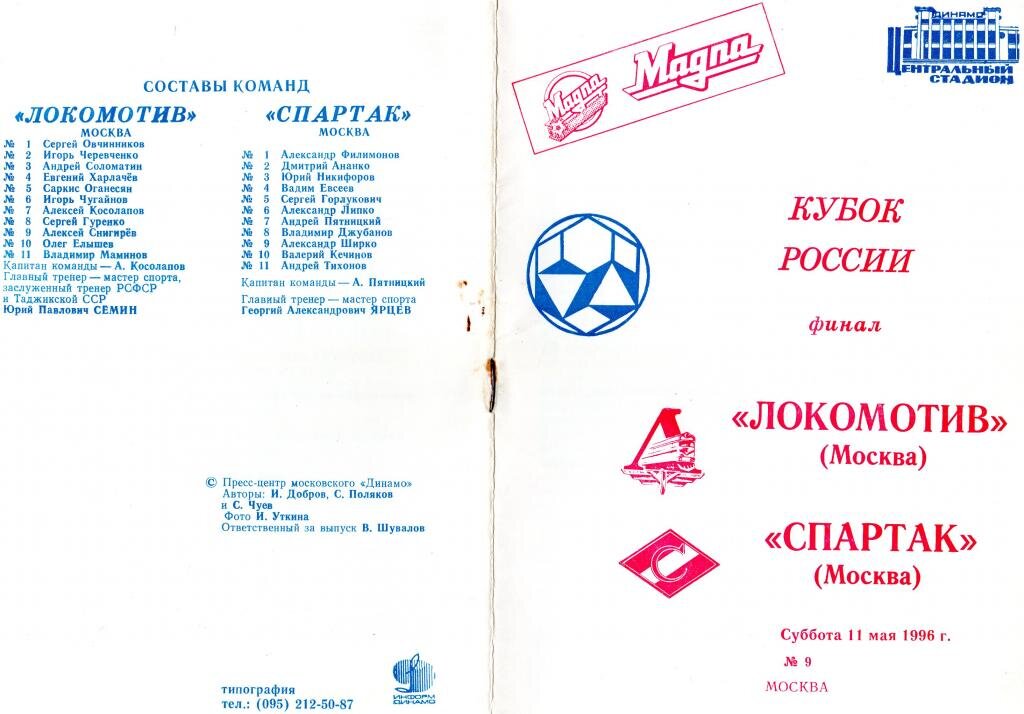 СОСТАВЫ КОМАНД
«ЛОКОМОТИВ»
МОСКВА
№ 1 Сергей Овчинников
№ 2 Игорь Черевченко
№ 3 Андрей Соломатин
№ 4 Евгений Харлачёв
№ 5 Саркис Оганесян
№ 6 Игорь Чугайнов
№ 7 Алексей Косолапов
№ 8 Сергей Гуренко
№ 9 Алексей Снигирёв
№ 10 Олег Елышев
№ 11 Владимир Маминов
Капитан команды — А. Косолапов
Главный тренер — мастер спорта,
заслуженный тренер РСФСР
и Таджикской ССР
Юрий Павлович СЁМИН
«СПАРТАК»
МОСКВА
№ 1 Александр Филимонов
№ 2 Дмитрий Ананко
№ 3 Юрий Никифоров
№ 4 Вадим Евсеев
№ 5 Сергей Горлукович
№ 6 Александр Липко
№ 7 Андрей Пятницкий
№ 8 Владимир Джубанов
№ 9 Александр Ширко
№ 10 Валерий Кечинов
№ 11 Андрей Тихонов
Капитан команды — А. Пятницкий
Главный тренер — мастер спорта
Георгий Александрович ЯРЦЕВ
© Пресс-центр московского «Динамо»
Авторы: И. Добров, С. Поляков
и С. Чуев
Фото И. Уткина
Ответственный за выпуск В. Шувалов
типография
тел.: (095) 212-50-87
ИНФОРМ
ДИНАМО
Magna
Magna
ДИНАМО
ЦЕНТРАЛЬНЫЙ
СТАДИОН
КУБОК
РОССИИ
финал
«ЛОКОМОТИВ»
(Москва)
«СПАРТАК»
(Москва)
Суббота 11 мая 1996 г.
№ 9
МОСКВА